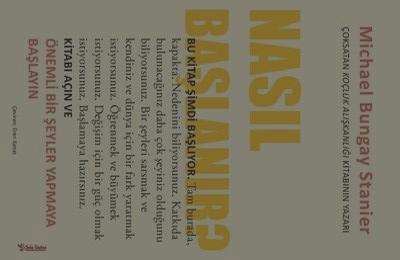 Michael Bungay Stanier
ÇOKSATAN KOÇLUK ALIŞKANLIĞI KİTABININ YAZARI
NASIL
BAŞLANIR
BU KİTAP ŞİMDİ BAŞLIYOR. Tam burada,
kapakta. Nedenini biliyorsunuz. Katkıda
bulunacağınız daha çok şeyiniz olduğunu
biliyorsunuz. Bir şeyleri sarsmak ve
kendiniz ve dünya için bir fark yaratmak
istiyorsunuz. Öğrenmek ve büyümek
istiyorsunuz. Değişim için bir güç olmak
istiyorsunuz. Başlamaya hazırsınız.
KİTABI AÇIN VE
ÖNEMLİ BİR ŞEYLER YAPMAYA
BAŞLAYIN